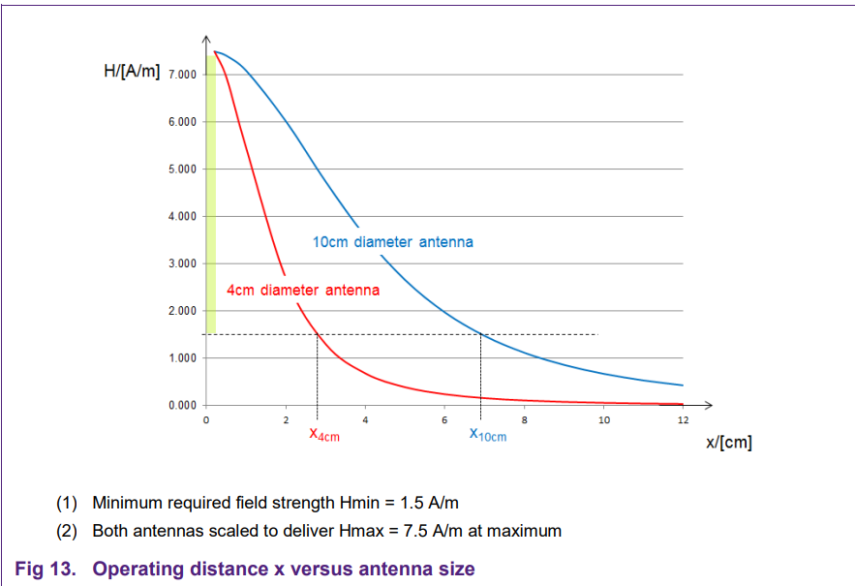 H/[A/m]
7.000
6.000
5.000
4.000
3.000
2.000
1.000
0.000
10cm diameter antenna
4cm diameter antenna
0 2 4 6 8 10 12
X4cm X10cm
x/[cm]
(1) Minimum required field strength Hmin = 1.5 A/m
(2) Both antennas scaled to deliver Hmax = 7.5 A/m at maximum
Fig 13. Operating distance x versus antenna size